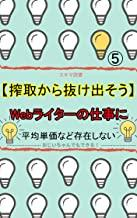 スキマ読書
⑤
【搾取から抜け出そう】
Webライターの仕事に
平均単価など存在しない
おじいちゃんでもできる！